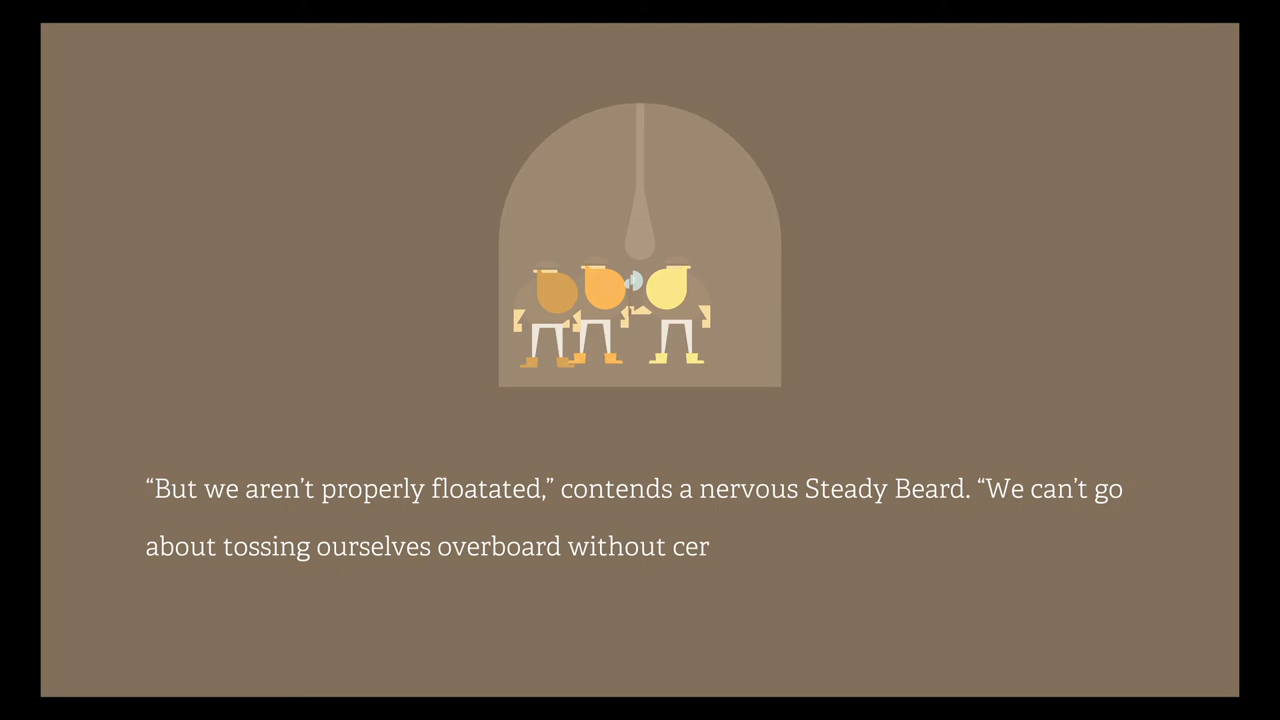 “But we aren’t properly floatated,” contends a nervous Steady Beard. “We can’t go
about tossing ourselves overboard without cer